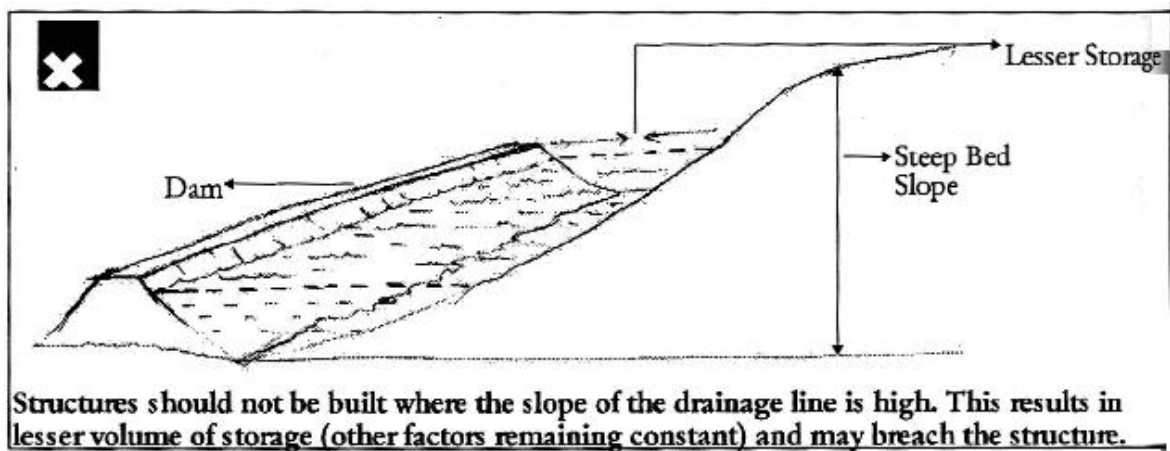 Lesser Storage
Steep Bed
Slope
Dam
Structures should not be built where the slope of the drainage line is high. This results in
lesser volume of storage (other factors remaining constant) and may breach the structure.